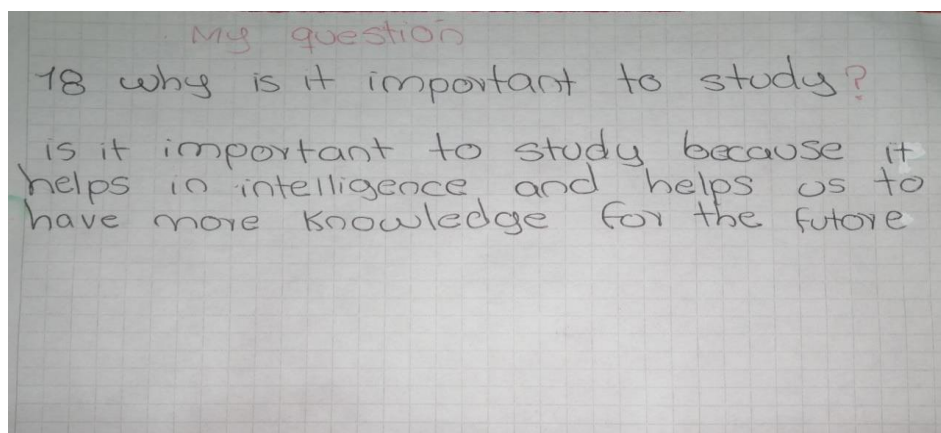 My question
18 why is it important to study?
is it important to study because it
helps in intelligence and helps us to
have more knowledge for the future